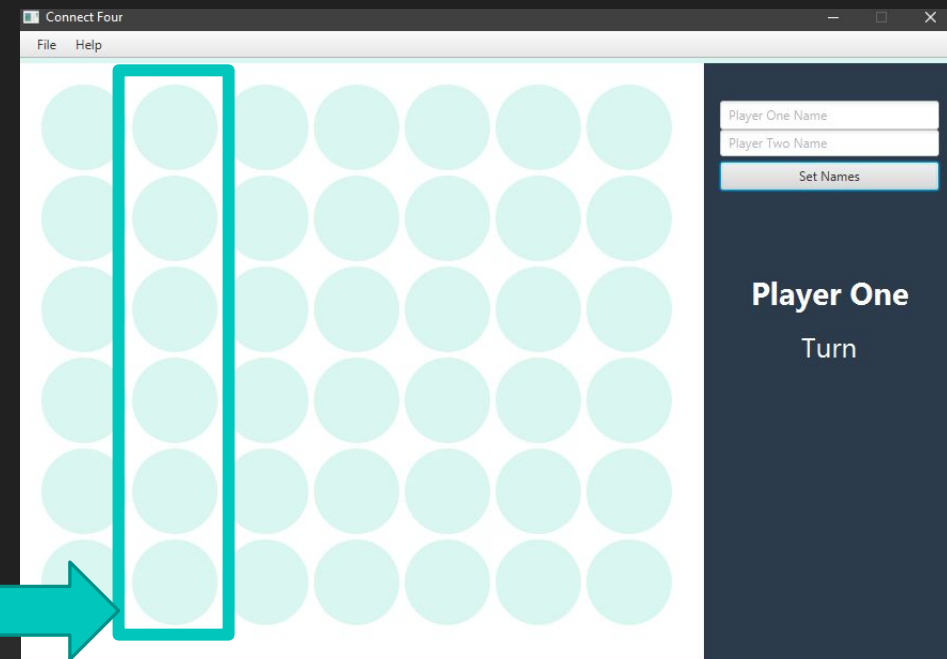 Connect Four
File Help
Player One Name
Player Two Name
Set Names
Player One
Turn